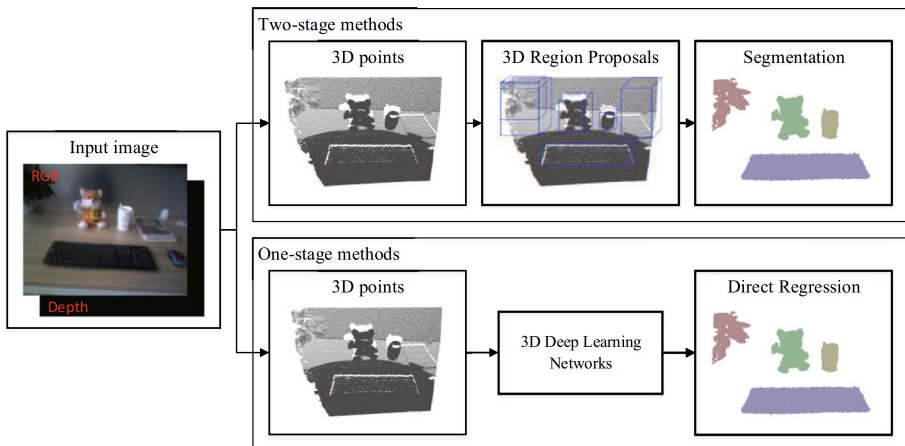 Two-stage methods
3D points
3D Region Proposals
Segmentation
Input image
RGB
Depth
One-stage methods
3D points
3D Deep Learning
Networks
Direct Regression